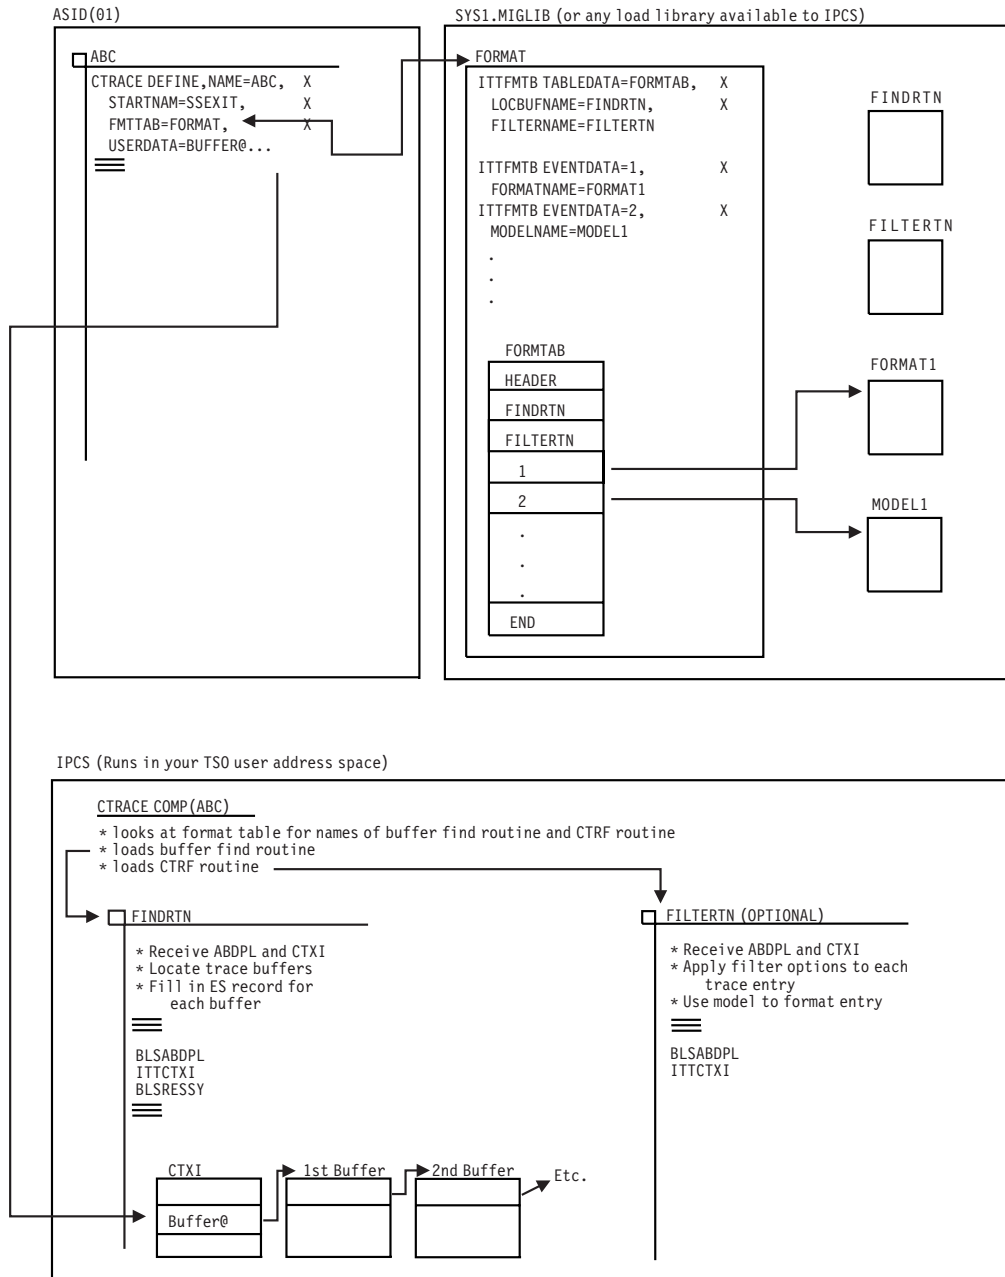 ASID(01)
ABC
CTRACE DEFINE,NAME=ABC, X
STARTNAM=SSEXIT, X
FMTTAB=FORMAT, X
USERDATA=BUFFER@...
SYS1.MIGLIB (or any load library available to IPCS)
FORMAT
ITTFMTB TABLEDATA=FORMTAB, X
LOCBUFNAME=FINDRTN, X
FILTERNAME=FILTERTN
ITTFMTB EVENTDATA=1, X
FORMATNAME=FORMAT1
ITTFMTB EVENTDATA=2, X
MODELNAME=MODEL1
.
.
.
FORMTAB
HEADER
FINDRTN
FILTERTN
1
2
.
.
.
END
FINDRTN
FILTERTN
FORMAT1
MODEL1
IPCS (Runs in your TSO user address space)
CTRACE COMP(ABC)
* looks at format table for names of buffer find routine and CTRF routine
* loads buffer find routine
* loads CTRF routine
FINDRTN
* Receive ABDPL and CTXI
* Locate trace buffers
* Fill in ES record for
each buffer
BLSABDPL
ITTCTXI
BLSRESSY
FILTERTN (OPTIONAL)
* Receive ABDPL and CTXI
* Apply filter options to each
trace entry
* Use model to format entry
BLSABDPL
ITTCTXI
CTXI
Buffer@
1st Buffer
2nd Buffer
Etc.